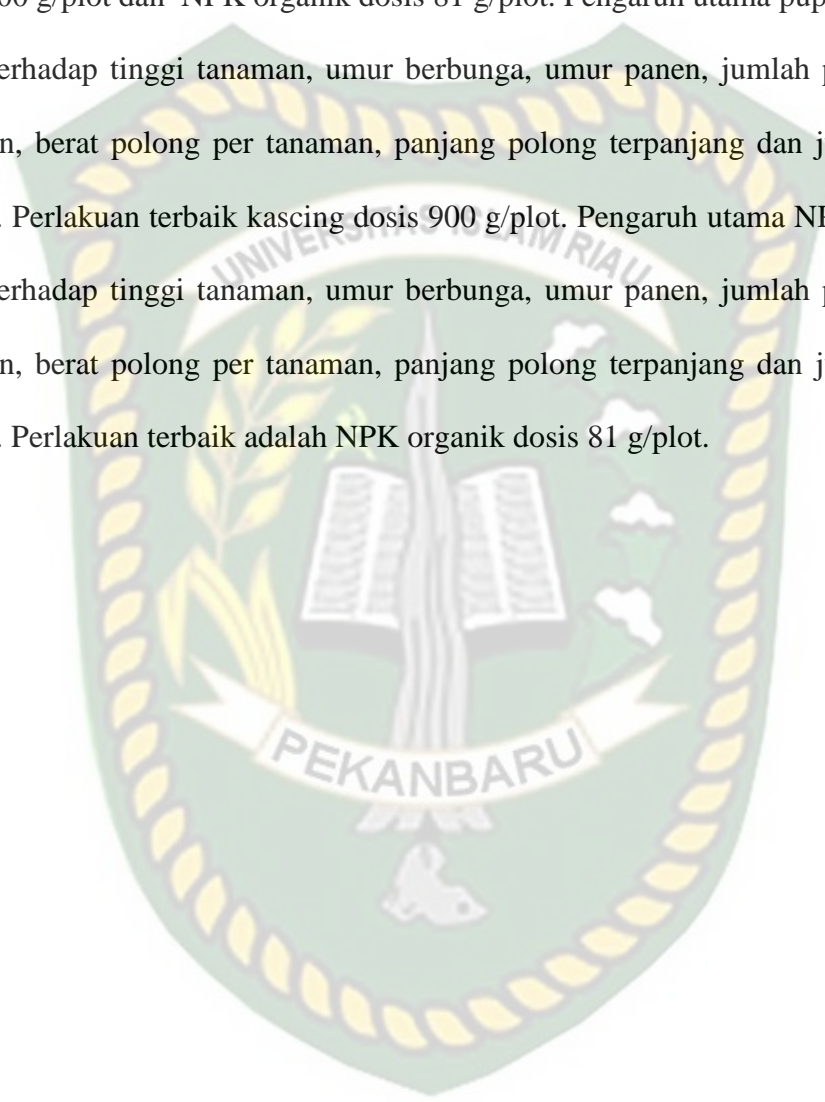 00 g/plot dan NPK organik dosis 81 g/plot. Pengaruh utama
erhadap tinggi tanaman, umur berbunga, umur panen, jumlah
n, berat polong per tanaman, panjang polong terpanjang dan
. Perlakuan terbaik kascing dosis 900 g/plot. Pengaruh utama
erhadap tinggi tanaman, umur berbunga, umur panen, jumlah
n, berat polong per tanaman, panjang polong terpanjang dan
. Perlakuan terbaik adalah NPK organik dosis 81 g/plot.
UNIVERSITAS ISLAM RIAU
PEKANBARU